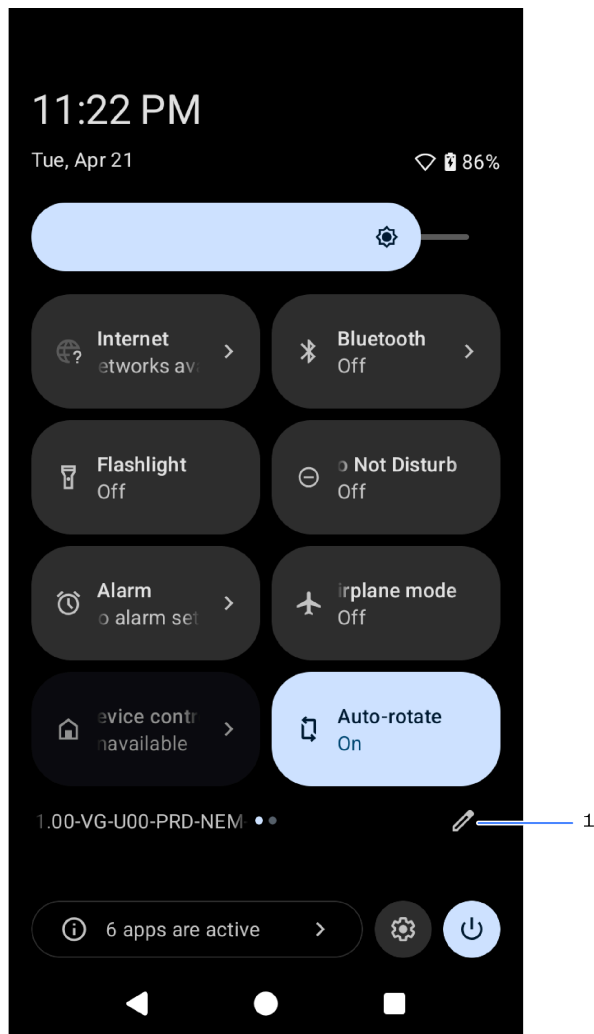 11:22 PM
Tue, Apr 21
86%
Internet
etworks ava
Bluetooth
Off
Flashlight
Off
o Not Disturb
Off
Alarm
o alarm set
irplane mode
Off
evice contr
navailable
Auto-rotate
On
1.00-VG-U00-PRD-NEM-
1
6 apps are active